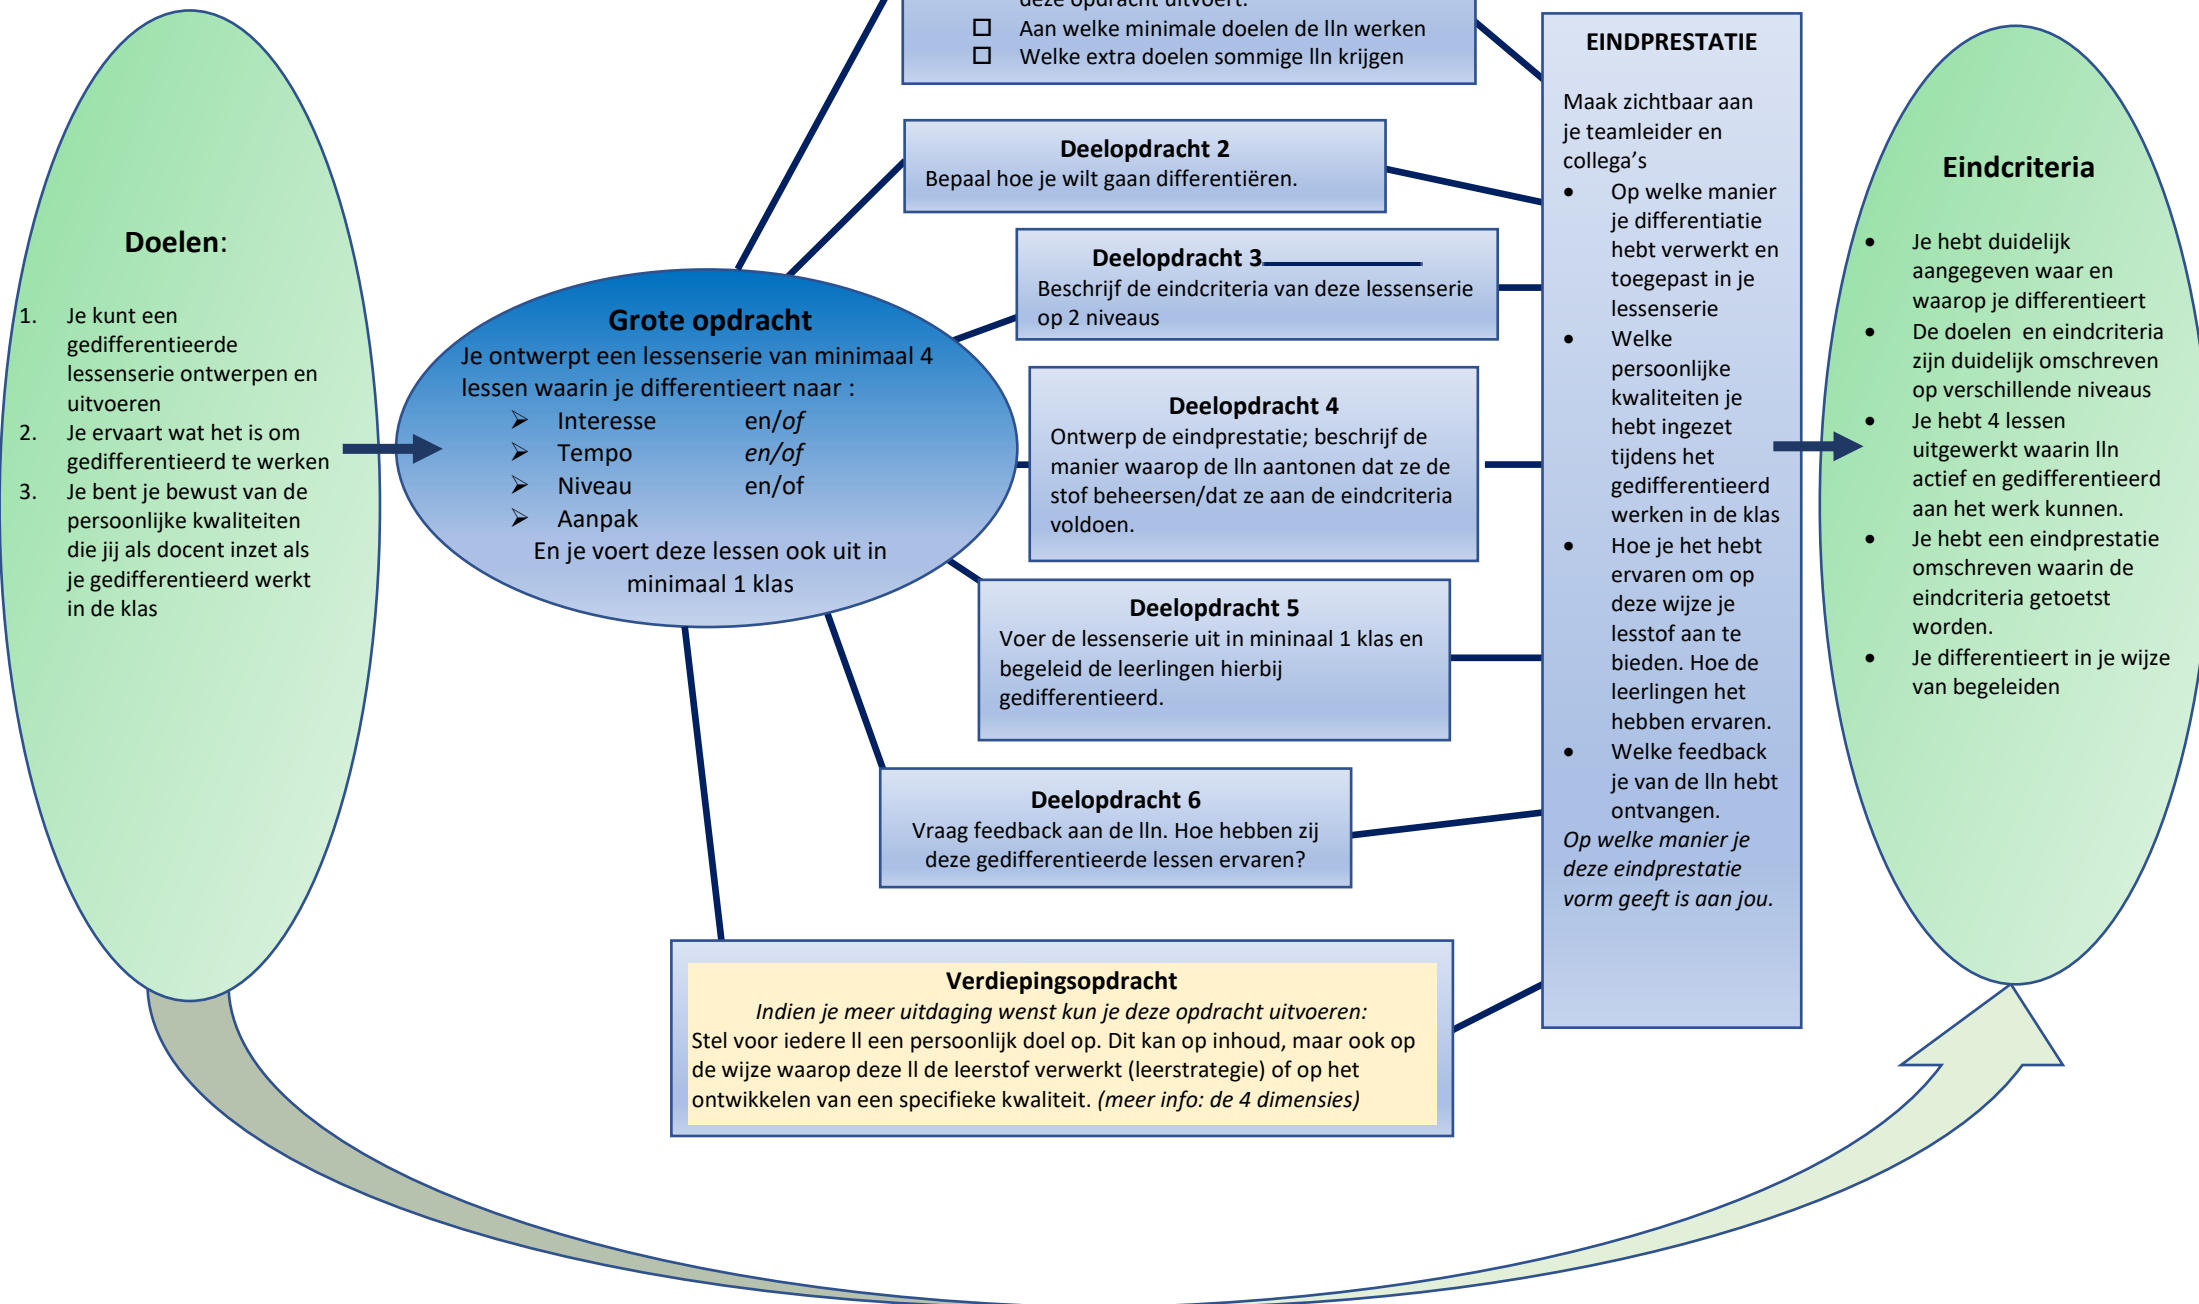 Doelen:
1. Je kunt een
gedifferentieerde
lessenserie ontwerpen en
uitvoeren
2. Je ervaart wat het is om
gedifferentieerd te werken
3. Je bent je bewust van de
persoonlijke kwaliteiten
die jij als docent inzet als
je gedifferentieerd werkt
in de klas
Grote opdracht
Je ontwerpt een lessenserie van minimaal 4
lessen waarin je differentieert naar :
➢ Interesse en/of
➢ Tempo en/of
➢ Niveau en/of
➢ Aanpak
En je voert deze lessen ook uit in
minimaal 1 klas
deze opdracht uitvoert.
☐ Aan welke minimale doelen de lln werken
☐ Welke extra doelen sommige lln krijgen
Deelopdracht 2
Bepaal hoe je wilt gaan differentiëren.
Deelopdracht 3
Beschrijf de eindcriteria van deze lessenserie
op 2 niveaus
Deelopdracht 4
Ontwerp de eindprestatie; beschrijf de
manier waarop de lln aantonen dat ze de
stof beheersen/dat ze aan de eindcriteria
voldoen.
Deelopdracht 5
Voer de lessenserie uit in mininaal 1 klas en
begeleid de leerlingen hierbij
gedifferentieerd.
Deelopdracht 6
Vraag feedback aan de lln. Hoe hebben zij
deze gedifferentieerde lessen ervaren?
Verdiepingsopdracht
Indien je meer uitdaging wenst kun je deze opdracht uitvoeren:
Stel voor iedere ll een persoonlijk doel op. Dit kan op inhoud, maar ook op
de wijze waarop deze ll de leerstof verwerkt (leerstrategie) of op het
ontwikkelen van een specifieke kwaliteit. (meer info: de 4 dimensies)
EINDPRESTATIE
Maak zichtbaar aan
je teamleider en
collega's
• Op welke manier
je differentiatie
hebt verwerkt en
toegepast in je
lessenserie
• Welke
persoonlijke
kwaliteiten je
hebt ingezet
tijdens het
gedifferentieerd
werken in de klas
• Hoe je het hebt
ervaren om op
deze wijze je
lesstof aan te
bieden. Hoe de
leerlingen het
hebben ervaren.
• Welke feedback
je van de lln hebt
ontvangen.
Op welke manier je
deze eindprestatie
vorm geeft is aan jou.
Eindcriteria
• Je hebt duidelijk
aangegeven waar en
waarop je differentieert
• De doelen en eindcriteria
zijn duidelijk omschreven
op verschillende niveaus
• Je hebt 4 lessen
uitgewerkt waarin lln
actief en gedifferentieerd
aan het werk kunnen.
• Je hebt een eindprestatie
omschreven waarin de
eindcriteria getoetst
worden.
• Je differentieert in je wijze
van begeleiden